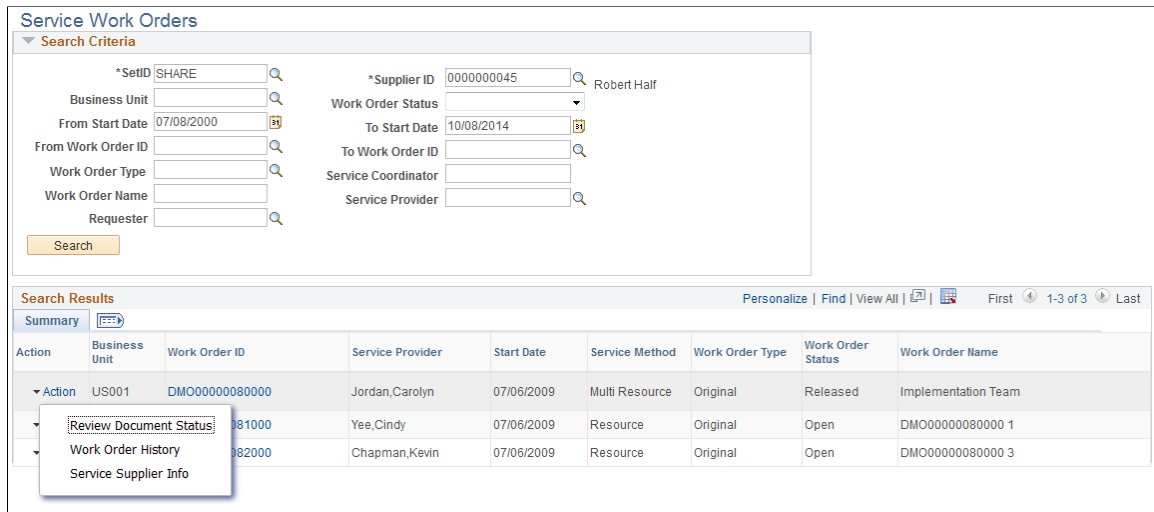 Service Work Orders
Search Criteria
*SetID SHARE *Supplier ID 0000000045 Robert Half
Business Unit Work Order Status
From Start Date 07/08/2000 31 To Start Date 10/08/2014 31
From Work Order ID To Work Order ID
Work Order Type Service Coordinator
Work Order Name Service Provider
Requester
Search
Search Results Personalize | Find | View All | | First 1-3 of 3 Last
Summary
Action Business Unit Work Order ID Service Provider Start Date Service Method Work Order Type Work Order Status Work Order Name
Action US001 DMO00000080000 Jordan,Carolyn 07/06/2009 Multi Resource Original Released Implementation Team
081000 Yee,Cindy 07/06/2009 Resource Original Open DMO00000080000 1
082000 Chapman,Kevin 07/06/2009 Resource Original Open DMO00000080000 3
Review Document Status
Work Order History
Service Supplier Info